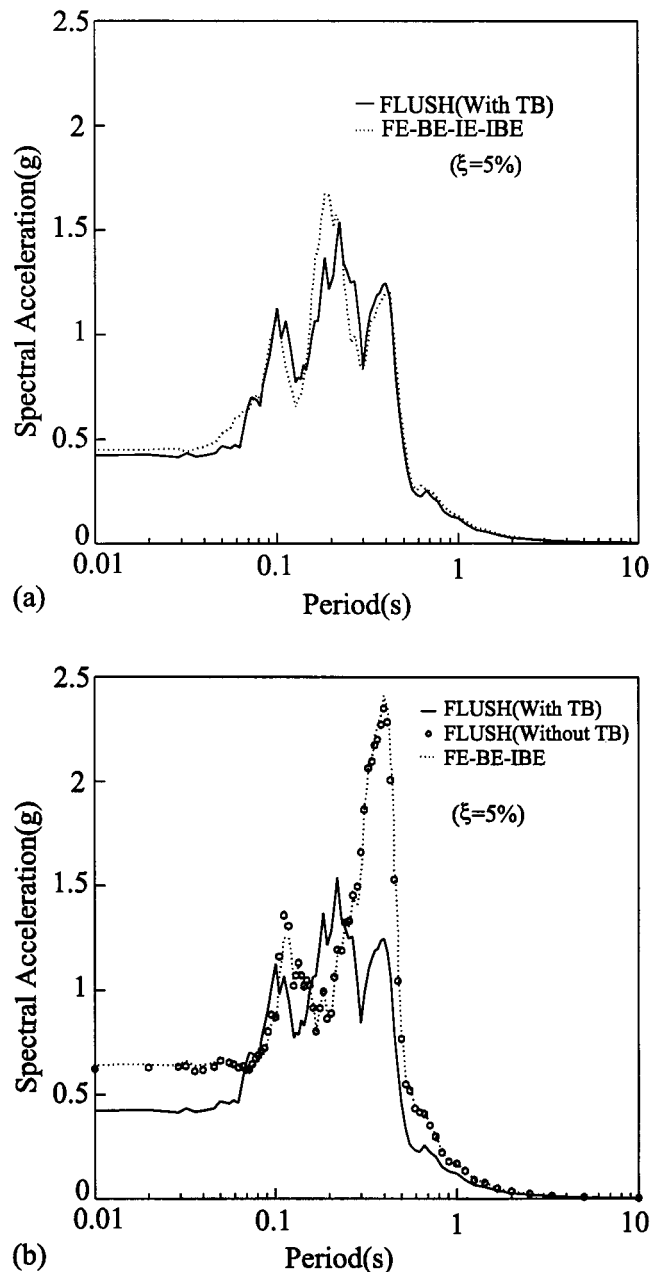 2.5
2
1.5
1
0.5
0
Spectral Acceleration(g)
FLUSH(With TB)
FE-BE-IE-IBE
(ξ=5%)
0.01
0.1
1
10
Period(s)
(a)
2.5
2
1.5
1
0.5
0
Spectral Acceleration(g)
FLUSH(With TB)
FLUSH(Without TB)
FE-BE-IBE
(ξ=5%)
0.01
0.1
1
10
Period(s)
(b)